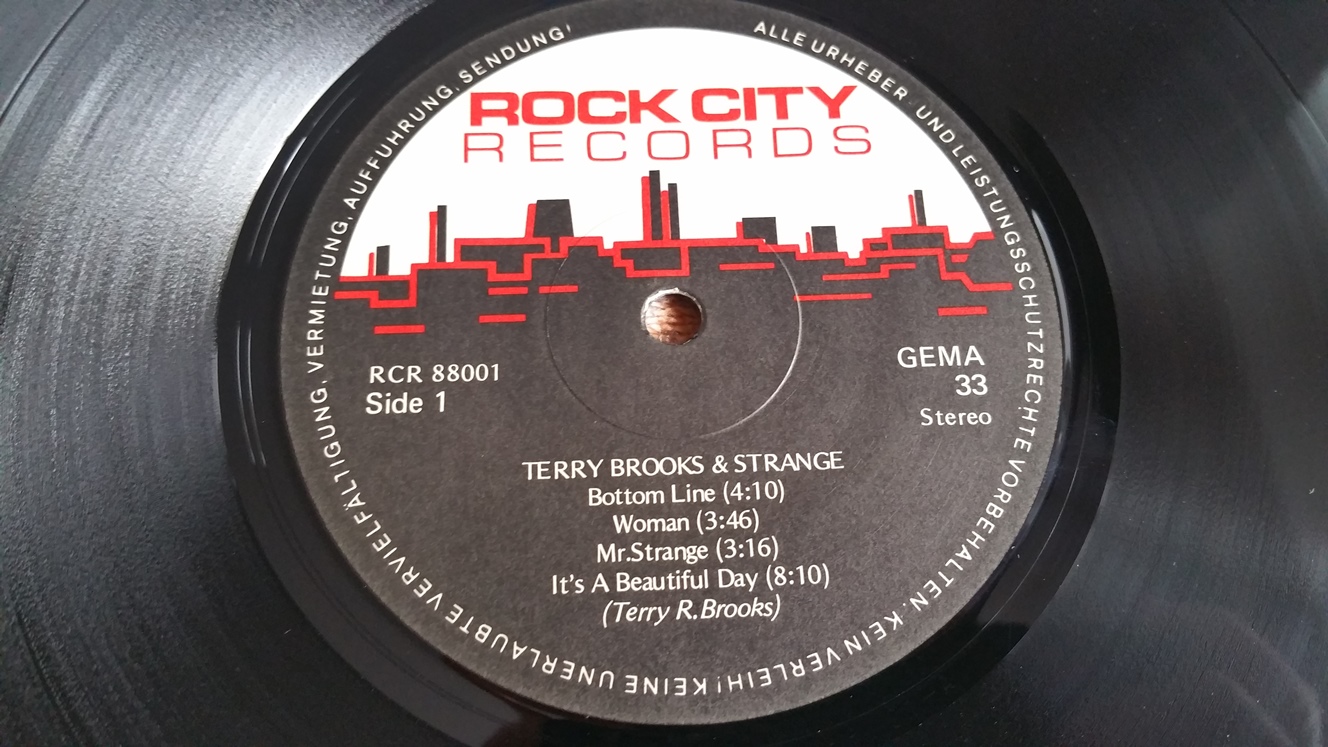 ROCK CITY
RECORDS
RCR 88001
Side 1
GEMA
33
Stereo
TERRY BROOKS & STRANGE
Bottom Line (4:10)
Woman (3:46)
Mr.Strange (3:16)
It's A Beautiful Day (8:10)
(Terry R.Brooks)
ALLE URHEBER- UND LEISTUNGSSCHUTZRECHTE VORBEHALTEN. KEIN VERLEIH! KEINE UNERLAUBTE VERVIELFÄLTIGUNG, VERMIETUNG, AUFFÜHRUNG, SENDUNG!